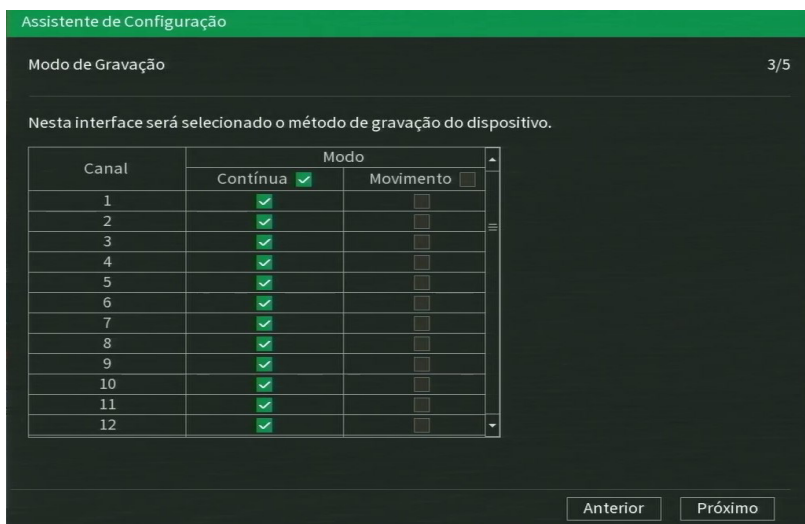 Assistente de Configuração
Modo de Gravação 3/5
Nesta interface será selecionado o método de gravação do dispositivo.
Canal Modo
Contínua Movimento
1
2
3
4
5
6
7
8
9
10
11
12
Anterior Próximo